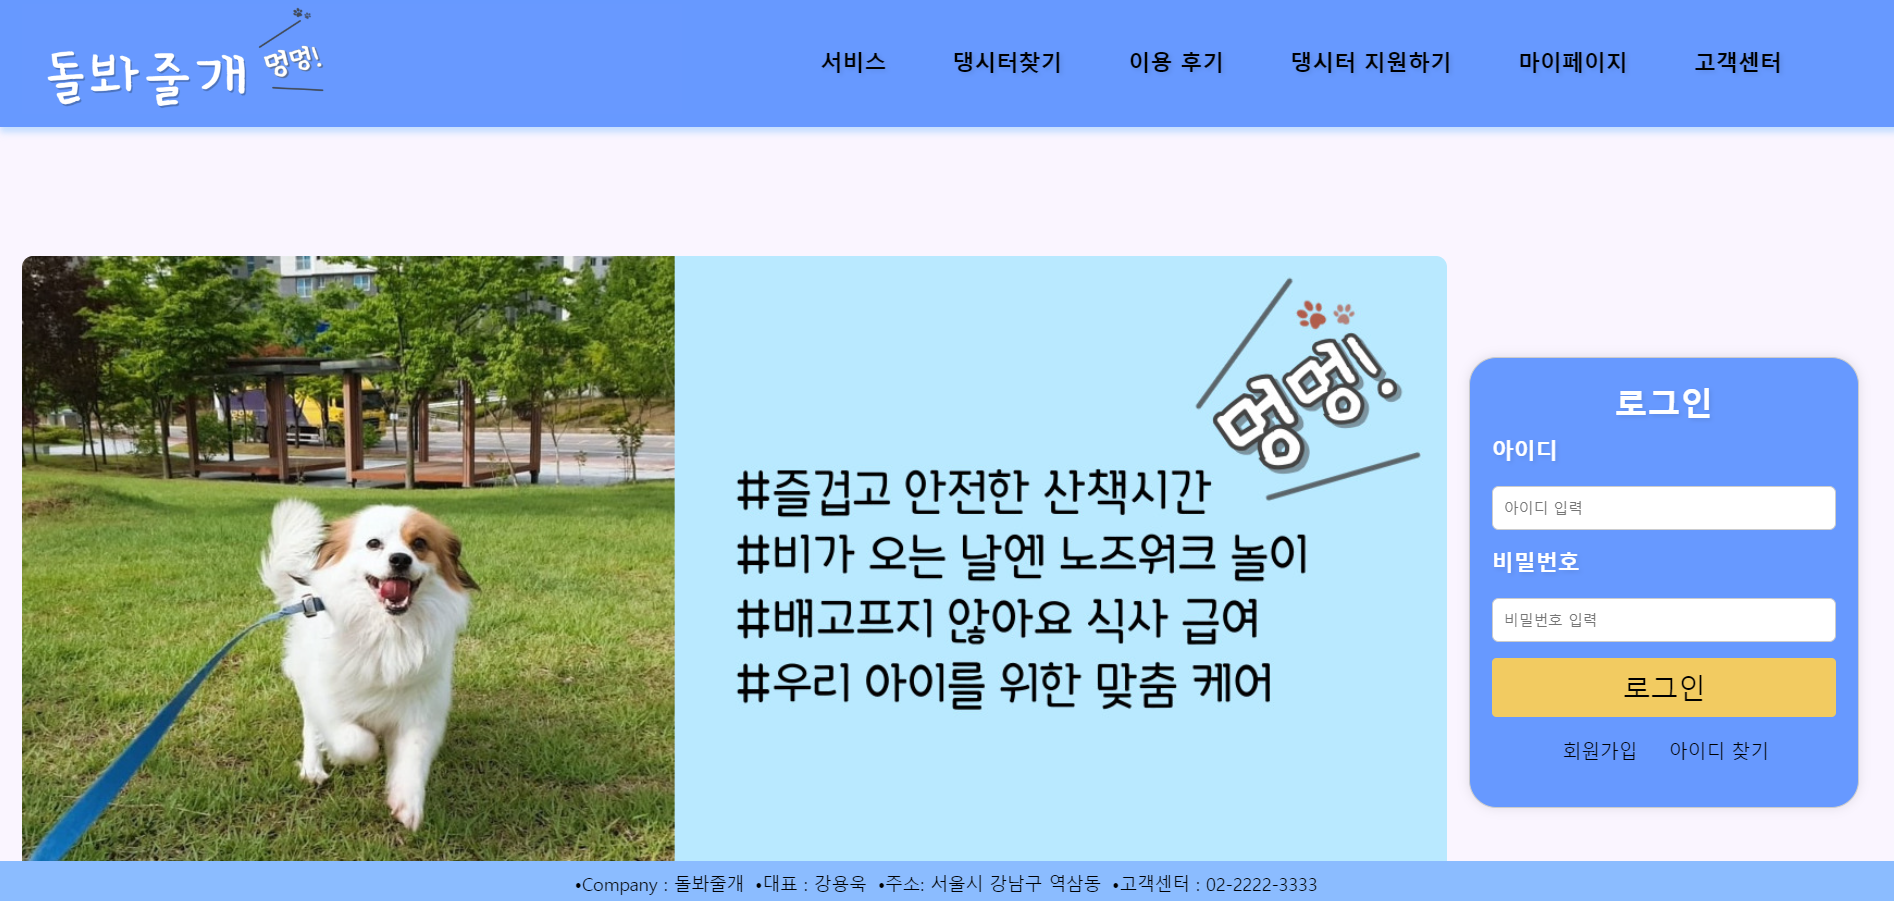 돌봐줄개 멍멍!
서비스 댕시터찾기 이용 후기 댕시터 지원하기 마이페이지 고객센터
멍멍!
#즐겁고 안전한 산책시간
#비가 오는 날엔 노즈워크 놀이
#배고프지 않아요 식사 급여
#우리 아이를 위한 맞춤 케어
로그인
아이디
아이디 입력
비밀번호
비밀번호 입력
로그인
회원가입 아이디 찾기
•Company : 돌봐줄개 •대표 : 강용욱 •주소: 서울시 강남구 역삼동 •고객센터 : 02-2222-3333